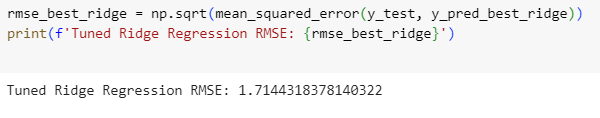 rmse_best_ridge = np.sqrt(mean_squared_error(y_test, y_pred_best_ridge))
print(f'Tuned Ridge Regression RMSE: {rmse_best_ridge}')
Tuned Ridge Regression RMSE: 1.7144318378140322